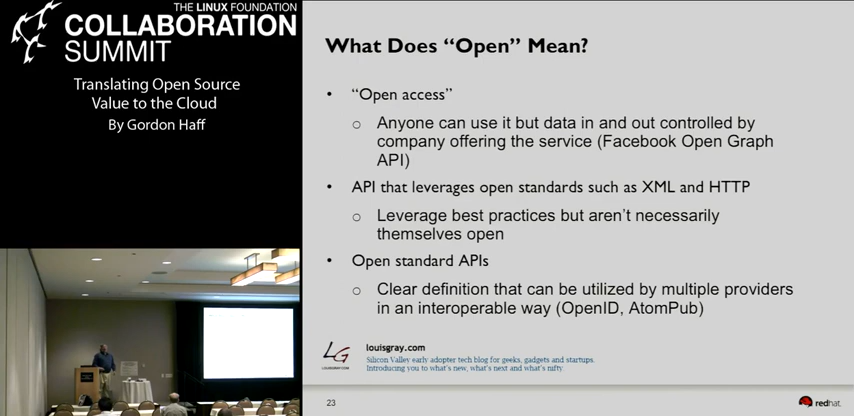 THE LINUX FOUNDATION
COLLABORATION
SUMMIT
Translating Open Source
Value to the Cloud
By Gordon Haff
What Does “Open” Mean?
• “Open access”
o Anyone can use it but data in and out controlled by
company offering the service (Facebook Open Graph
API)
• API that leverages open standards such as XML and HTTP
o Leverage best practices but aren’t necessarily
themselves open
• Open standard APIs
o Clear definition that can be utilized by multiple providers
in an interoperable way (OpenID, AtomPub)
LG
LOUISGRAY.COM
louisgray.com
Silicon Valley early adopter tech blog for geeks, gadgets and startups.
Introducing you to what's new, what's next and what's nifty.
23
redhat.